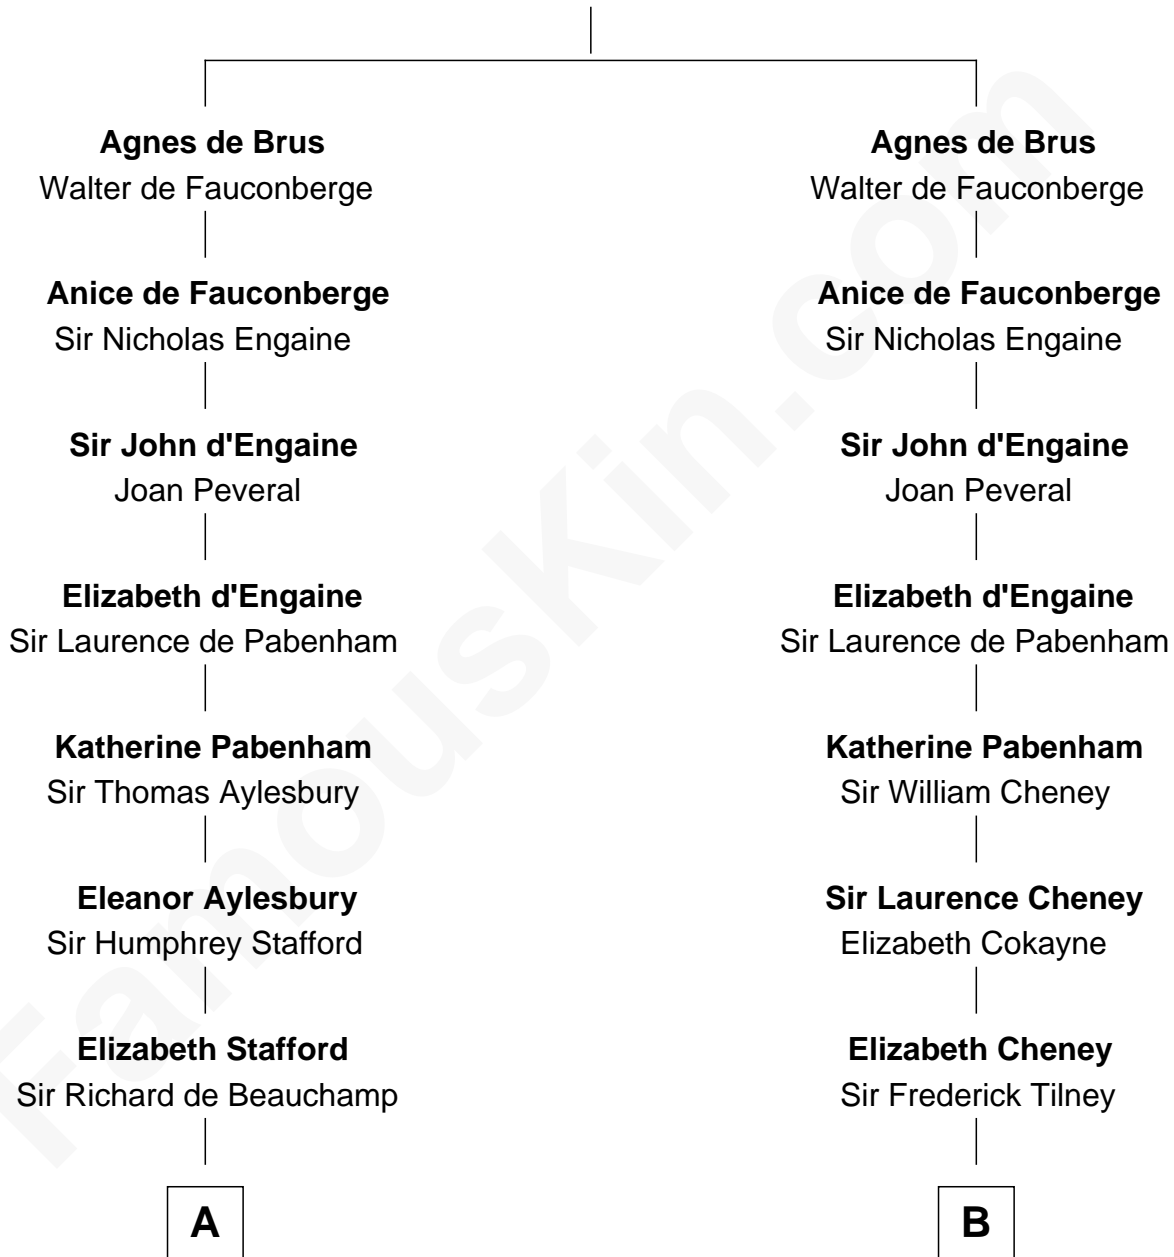 Agnes de Brus
Walter de Fauconberge
Anice de Fauconberge
Sir Nicholas Engaine
Sir John d'Engaine
Joan Peveral
Elizabeth d'Engaine
Sir Laurence de Pabenham
Katherine Pabenham
Sir Thomas Aylesbury
Eleanor Aylesbury
Sir Humphrey Stafford
Elizabeth Stafford
Sir Richard de Beauchamp
A
Agnes de Brus
Walter de Fauconberge
Anice de Fauconberge
Sir Nicholas Engaine
Sir John d'Engaine
Joan Peveral
Elizabeth d'Engaine
Sir Laurence de Pabenham
Katherine Pabenham
Sir William Cheney
Sir Laurence Cheney
Elizabeth Cokayne
Elizabeth Cheney
Sir Frederick Tilney
B
FamousKin.com